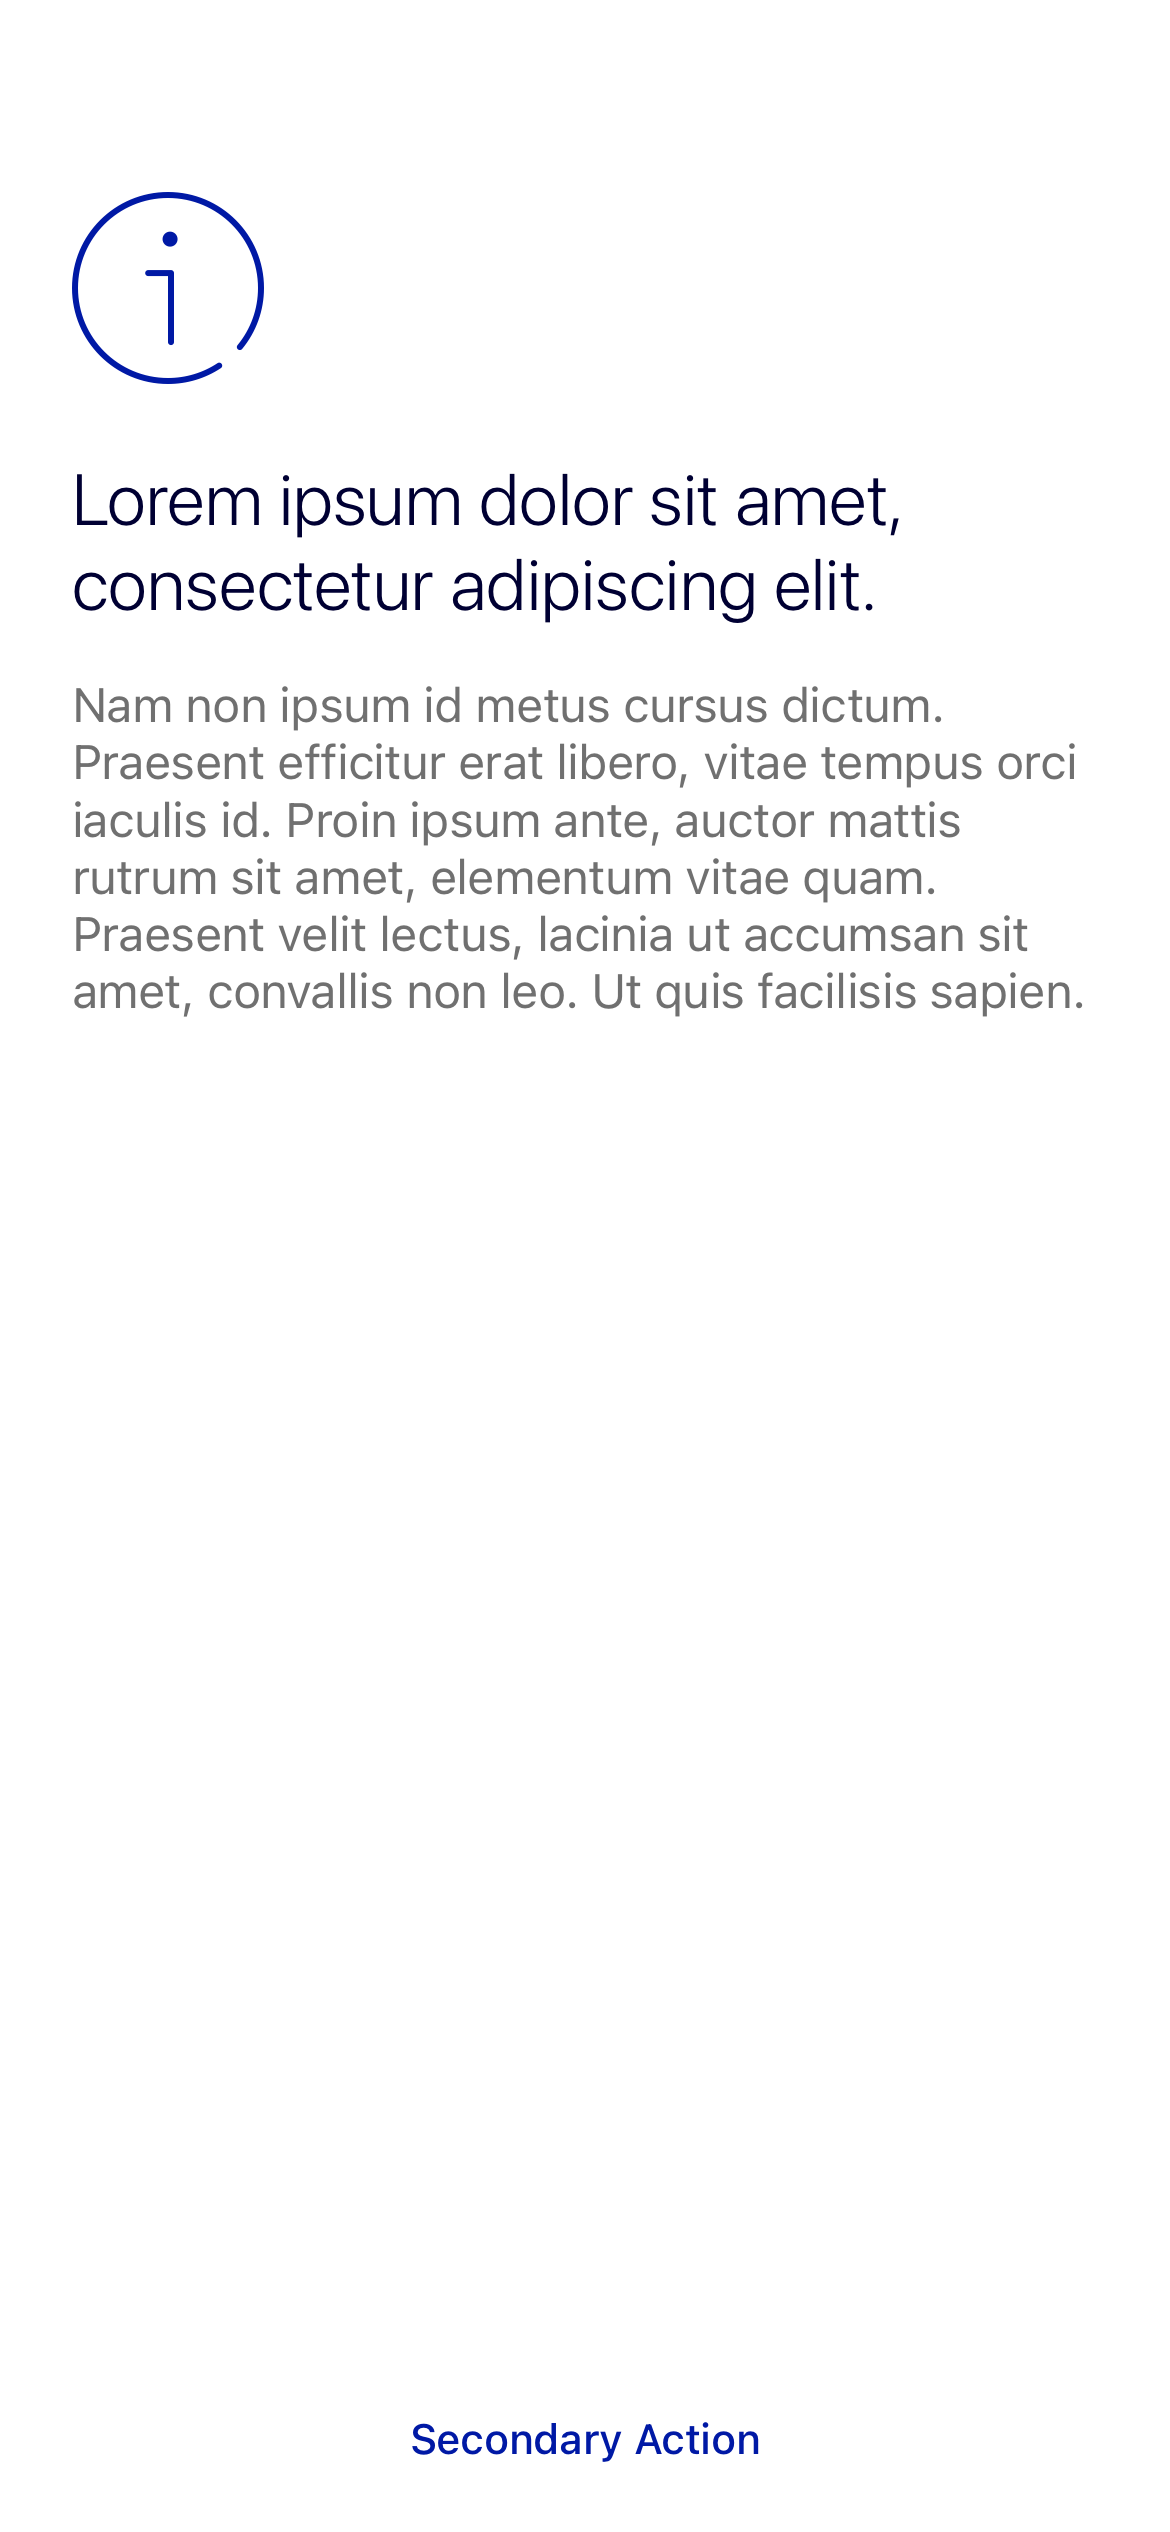 Lorem ipsum dolor sit amet,
consectetur adipiscing elit.
Nam non ipsum id metus cursus dictum.
Praesent efficitur erat libero, vitae tempus orci
iaculis id. Proin ipsum ante, auctor mattis
rutrum sit amet, elementum vitae quam.
Praesent velit lectus, lacinia ut accumsan sit
amet, convallis non leo. Ut quis facilisis sapien.
Secondary Action